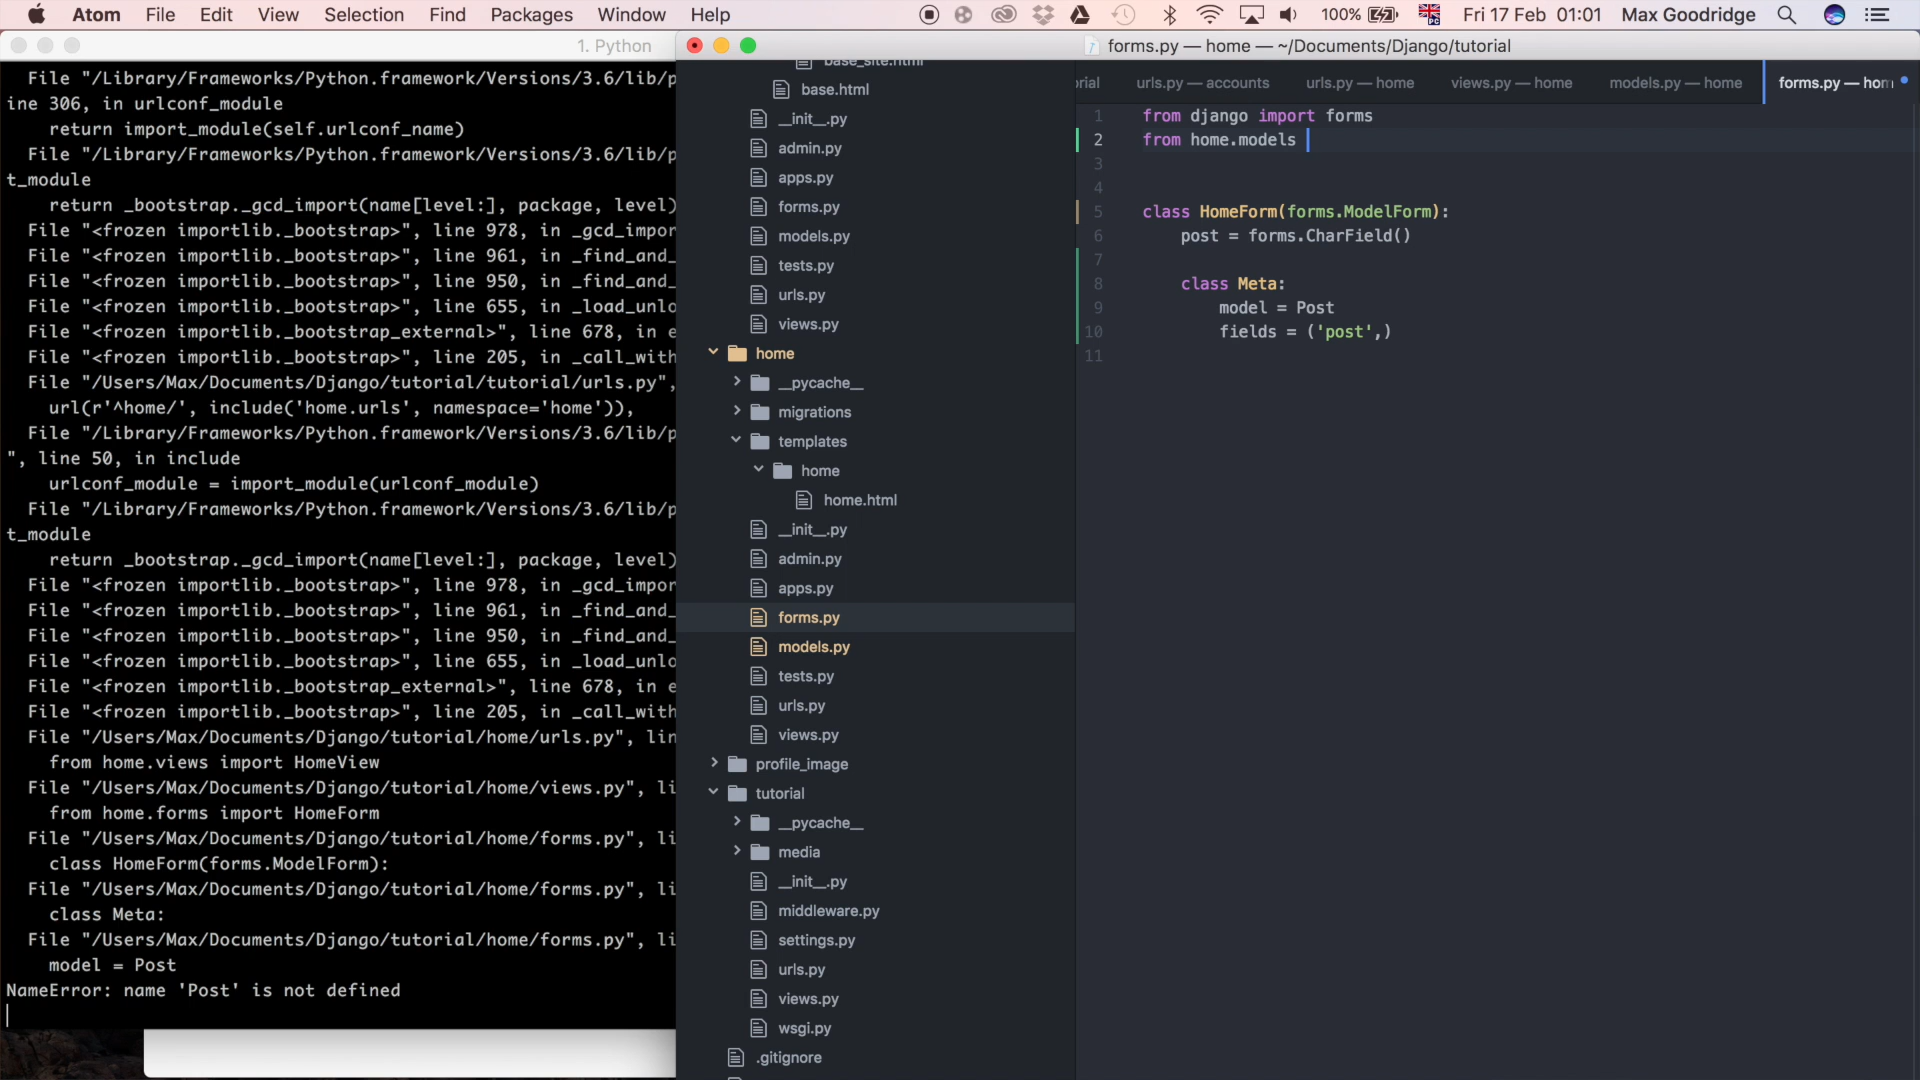 Atom File Edit View Selection Find Packages Window Help 100% Fri 17 Feb 01:01 Max Goodridge
1. Python
File "/Library/Frameworks/Python.framework/Versions/3.6/lib/p
ine 306, in urlconf_module
return import_module(self.urlconf_name)
File "/Library/Frameworks/Python.framework/Versions/3.6/lib/p
t_module
return _bootstrap._gcd_import(name[level:], package, level)
File "<frozen importlib._bootstrap>", line 978, in _gcd_impor
File "<frozen importlib._bootstrap>", line 961, in _find_and_
File "<frozen importlib._bootstrap>", line 950, in _find_and_
File "<frozen importlib._bootstrap>", line 655, in _load_unlo
File "<frozen importlib._bootstrap_external>", line 678, in e
File "<frozen importlib._bootstrap>", line 205, in _call_with
File "/Users/Max/Documents/Django/tutorial/tutorial/urls.py",
url(r'^home/', include('home.urls', namespace='home')),
File "/Library/Frameworks/Python.framework/Versions/3.6/lib/p
", line 50, in include
urlconf_module = import_module(urlconf_module)
File "/Library/Frameworks/Python.framework/Versions/3.6/lib/p
t_module
return _bootstrap._gcd_import(name[level:], package, level)
File "<frozen importlib._bootstrap>", line 978, in _gcd_impor
File "<frozen importlib._bootstrap>", line 961, in _find_and_
File "<frozen importlib._bootstrap>", line 950, in _find_and_
File "<frozen importlib._bootstrap>", line 655, in _load_unlo
File "<frozen importlib._bootstrap_external>", line 678, in e
File "<frozen importlib._bootstrap>", line 205, in _call_with
File "/Users/Max/Documents/Django/tutorial/home/urls.py", lin
from home.views import HomeView
File "/Users/Max/Documents/Django/tutorial/home/views.py", li
from home.forms import HomeForm
File "/Users/Max/Documents/Django/tutorial/home/forms.py", li
class HomeForm(forms.ModelForm):
File "/Users/Max/Documents/Django/tutorial/home/forms.py", li
class Meta:
File "/Users/Max/Documents/Django/tutorial/home/forms.py", li
model = Post
NameError: name 'Post' is not defined
forms.py — home — ~/Documents/Django/tutorial
base_site.html
base.html
__init__.py
admin.py
apps.py
forms.py
models.py
tests.py
urls.py
views.py
home
__pycache__
migrations
templates
home
home.html
__init__.py
admin.py
apps.py
forms.py
models.py
tests.py
urls.py
views.py
profile_image
tutorial
__pycache__
media
__init__.py
middleware.py
settings.py
urls.py
views.py
wsgi.py
.gitignore
rial urls.py — accounts urls.py — home views.py — home models.py — home forms.py — hom
1 from django import forms
2 from home.models
3
4
5 class HomeForm(forms.ModelForm):
6 post = forms.CharField()
7
8 class Meta:
9 model = Post
10 fields = ('post',)
11